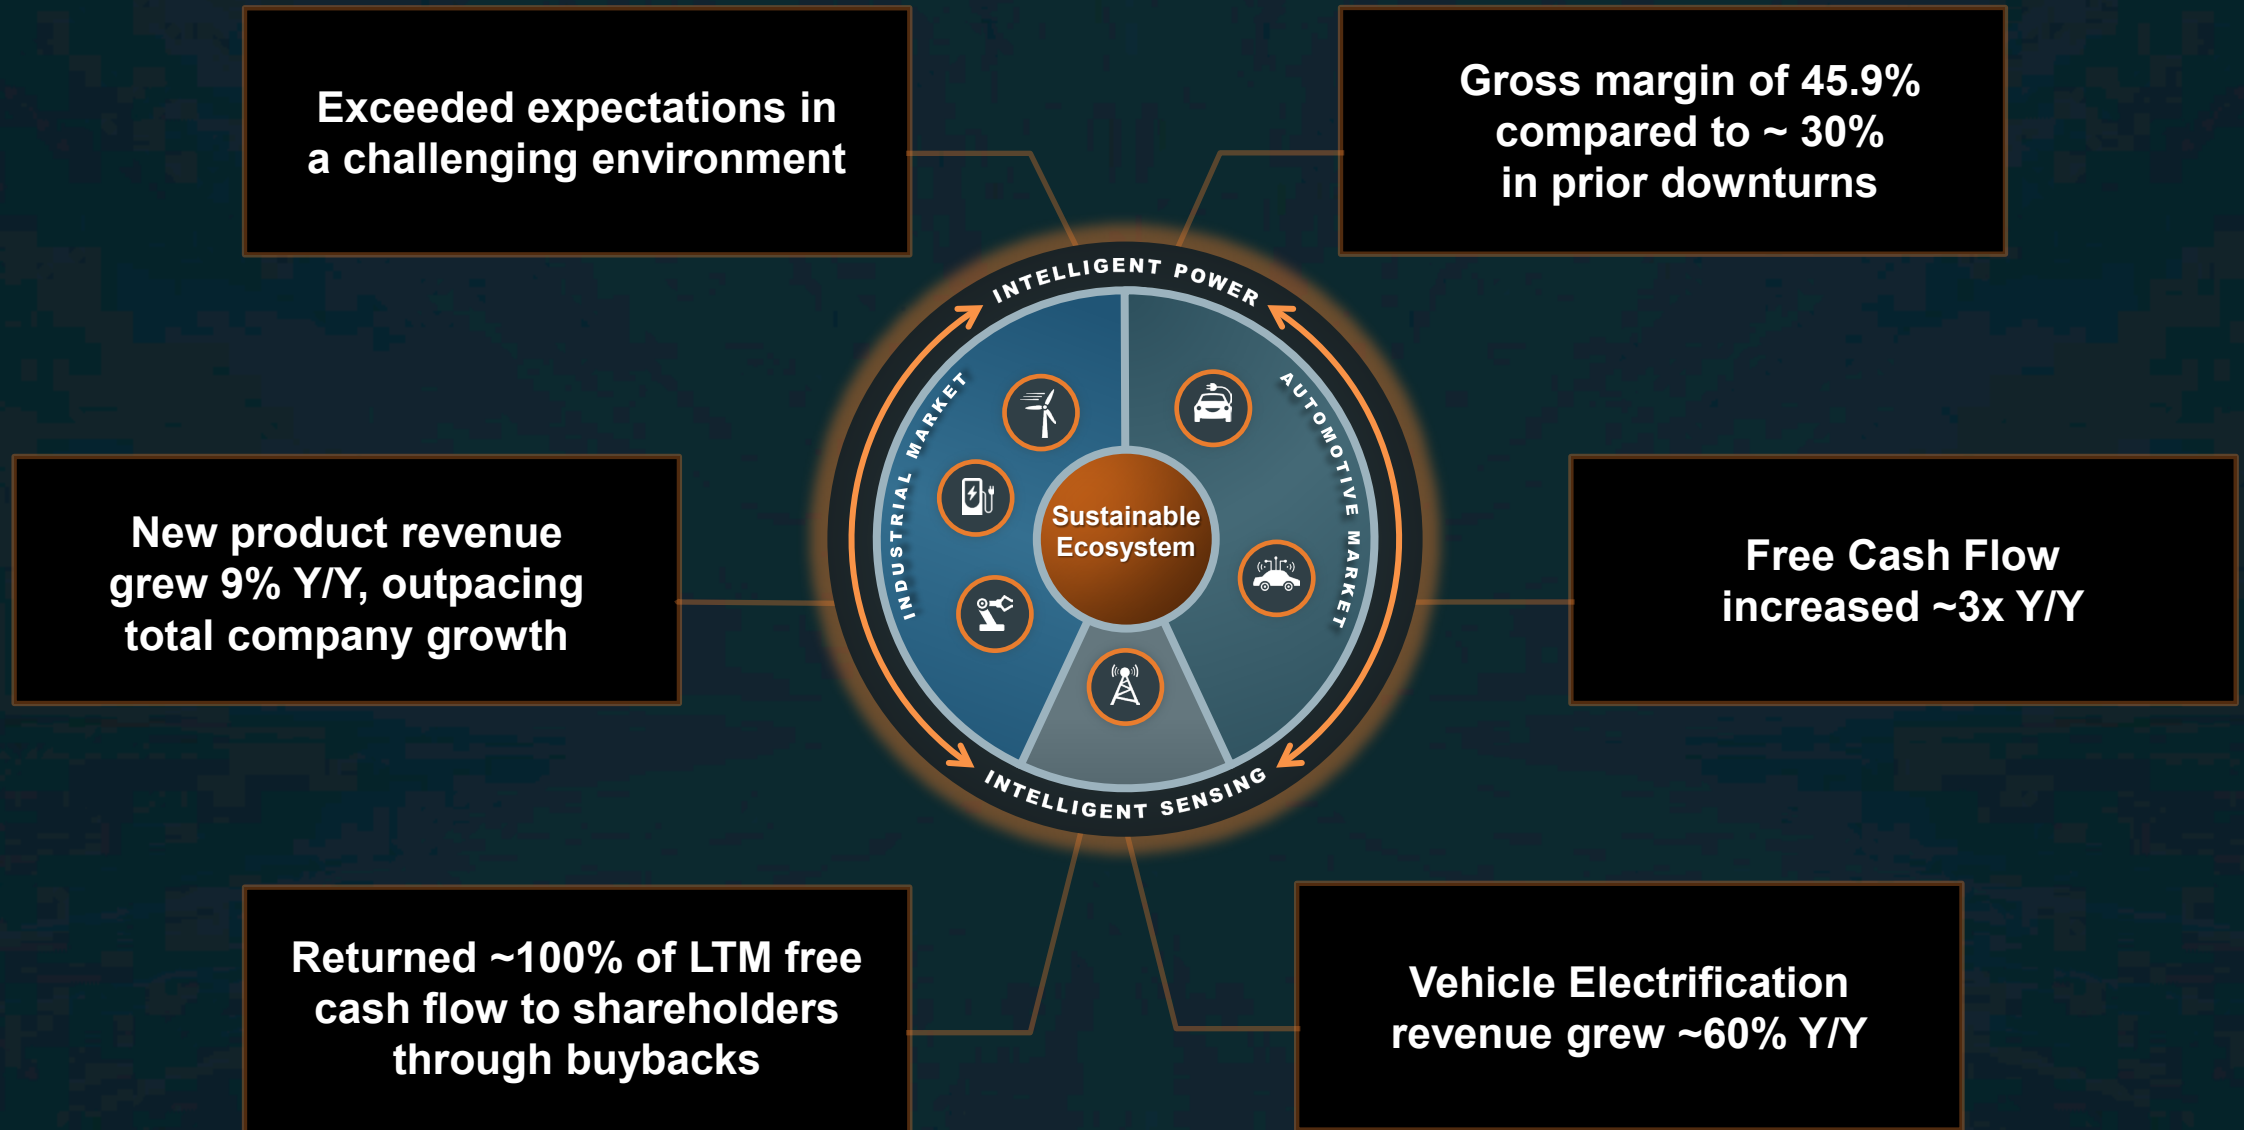 Exceeded expectations in
a challenging environment
Gross margin of 45.9%
compared to ~ 30%
in prior downturns
New product revenue
grew 9% Y/Y, outpacing
total company growth
INTELLIGENT POWER
INDUSTRIAL MARKET
AUTOMOTIVE MARKET
Sustainable
Ecosystem
INTELLIGENT SENSING
Free Cash Flow
increased ~3x Y/Y
Returned ~100% of LTM free
cash flow to shareholders
through buybacks
Vehicle Electrification
revenue grew ~60% Y/Y